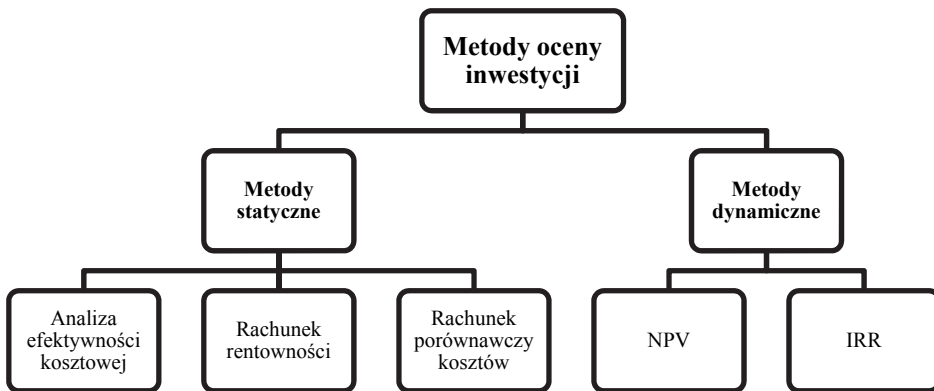 Metody oceny
inwestycji
Metody
statyczne
Metody
dynamiczne
Analiza
efektywności
kosztowej
Rachunek
rentowności
Rachunek
porównawczy
kosztów
NPV
IRR